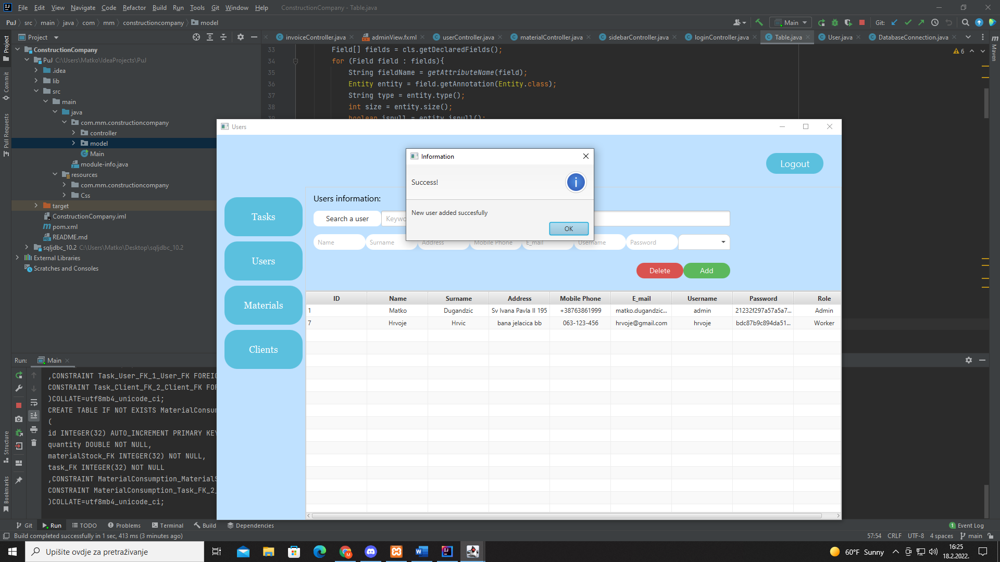 File Edit View Navigate Code Refactor Build Run Tools Git Window Help ConstructionCompany - Table.java
PuJ src main java com mm constructioncompany model
Main
Git:
Project
invoiceController.java
adminView.fxml
userController.java
materialController.java
sidebarController.java
loginController.java
Table.java
User.java
DatabaseConnection.java
Maven
Project
Commit
Pull Requests
Structure
Bookmarks
ConstructionCompany
PuJ C:\Users\Matko\IdeaProjects\PuJ
.idea
lib
src
main
java
com.mm.constructioncompany
controller
model
Main
module-info.java
resources
com.mm.constructioncompany
Css
target
ConstructionCompany.iml
pom.xml
README.md
sqljdbc_10.2 C:\Users\Matko\Desktop\sqljdbc_10.2
External Libraries
Scratches and Consoles
6
33 Field[] fields = cls.getDeclaredFields();
34 for (Field field : fields){
35 String fieldName = getAttributeName(field);
36 Entity entity = field.getAnnotation(Entity.class);
37 String type = entity.type();
38 int size = entity.size();
39 boolean isnull = entity.isnull();
Users
Logout
Information
Success!
New user added succesfully
OK
Tasks
Users
Materials
Clients
Users information:
Search a user
Keywo
Name Surname Address Mobile Phone E_mail Username Password
Delete Add
ID Name Surname Address Mobile Phone E_mail Username Password Role
1 Matko Dugandzic Sv Ivana Pavla II 195 +38763861999 matko.dugandzic... admin 21232f297a57a5a7... Admin
7 Hrvoje Hrvic bana jelacica bb 063-123-456 hrvoje@gmail.com hrvoje bdc87b9c894da51... Worker
Run: Main
,CONSTRAINT Task_User_FK_1_User_FK FOREIG
CONSTRAINT Task_Client_FK_2_Client_FK FOR
)COLLATE=utf8mb4_unicode_ci;
CREATE TABLE IF NOT EXISTS MaterialConsum
(
id INTEGER(32) AUTO_INCREMENT PRIMARY KEY
quantity DOUBLE NOT NULL,
materialStock_FK INTEGER(32) NOT NULL,
task_FK INTEGER(32) NOT NULL
,CONSTRAINT MaterialConsumption_MaterialS
CONSTRAINT MaterialConsumption_Task_FK_2_
)COLLATE=utf8mb4_unicode_ci;
Git Run TODO Problems Terminal Build Dependencies
1 Event Log
Build completed successfully in 1 sec, 413 ms (3 minutes ago)
57:54 CRLF UTF-8 4 spaces main
Upišite ovdje za pretraživanje
60°F Sunny
16:25
18.2.2022.